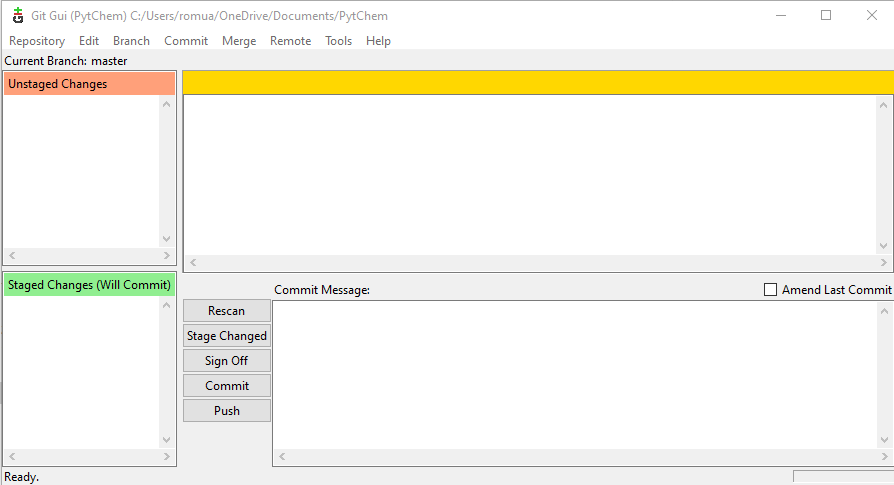 Git Gui (PytChem) C:/Users/romua/OneDrive/Documents/PytChem
Repository Edit Branch Commit Merge Remote Tools Help
Current Branch: master
Unstaged Changes
Staged Changes (Will Commit)
Commit Message:
Amend Last Commit
Rescan
Stage Changed
Sign Off
Commit
Push
Ready.